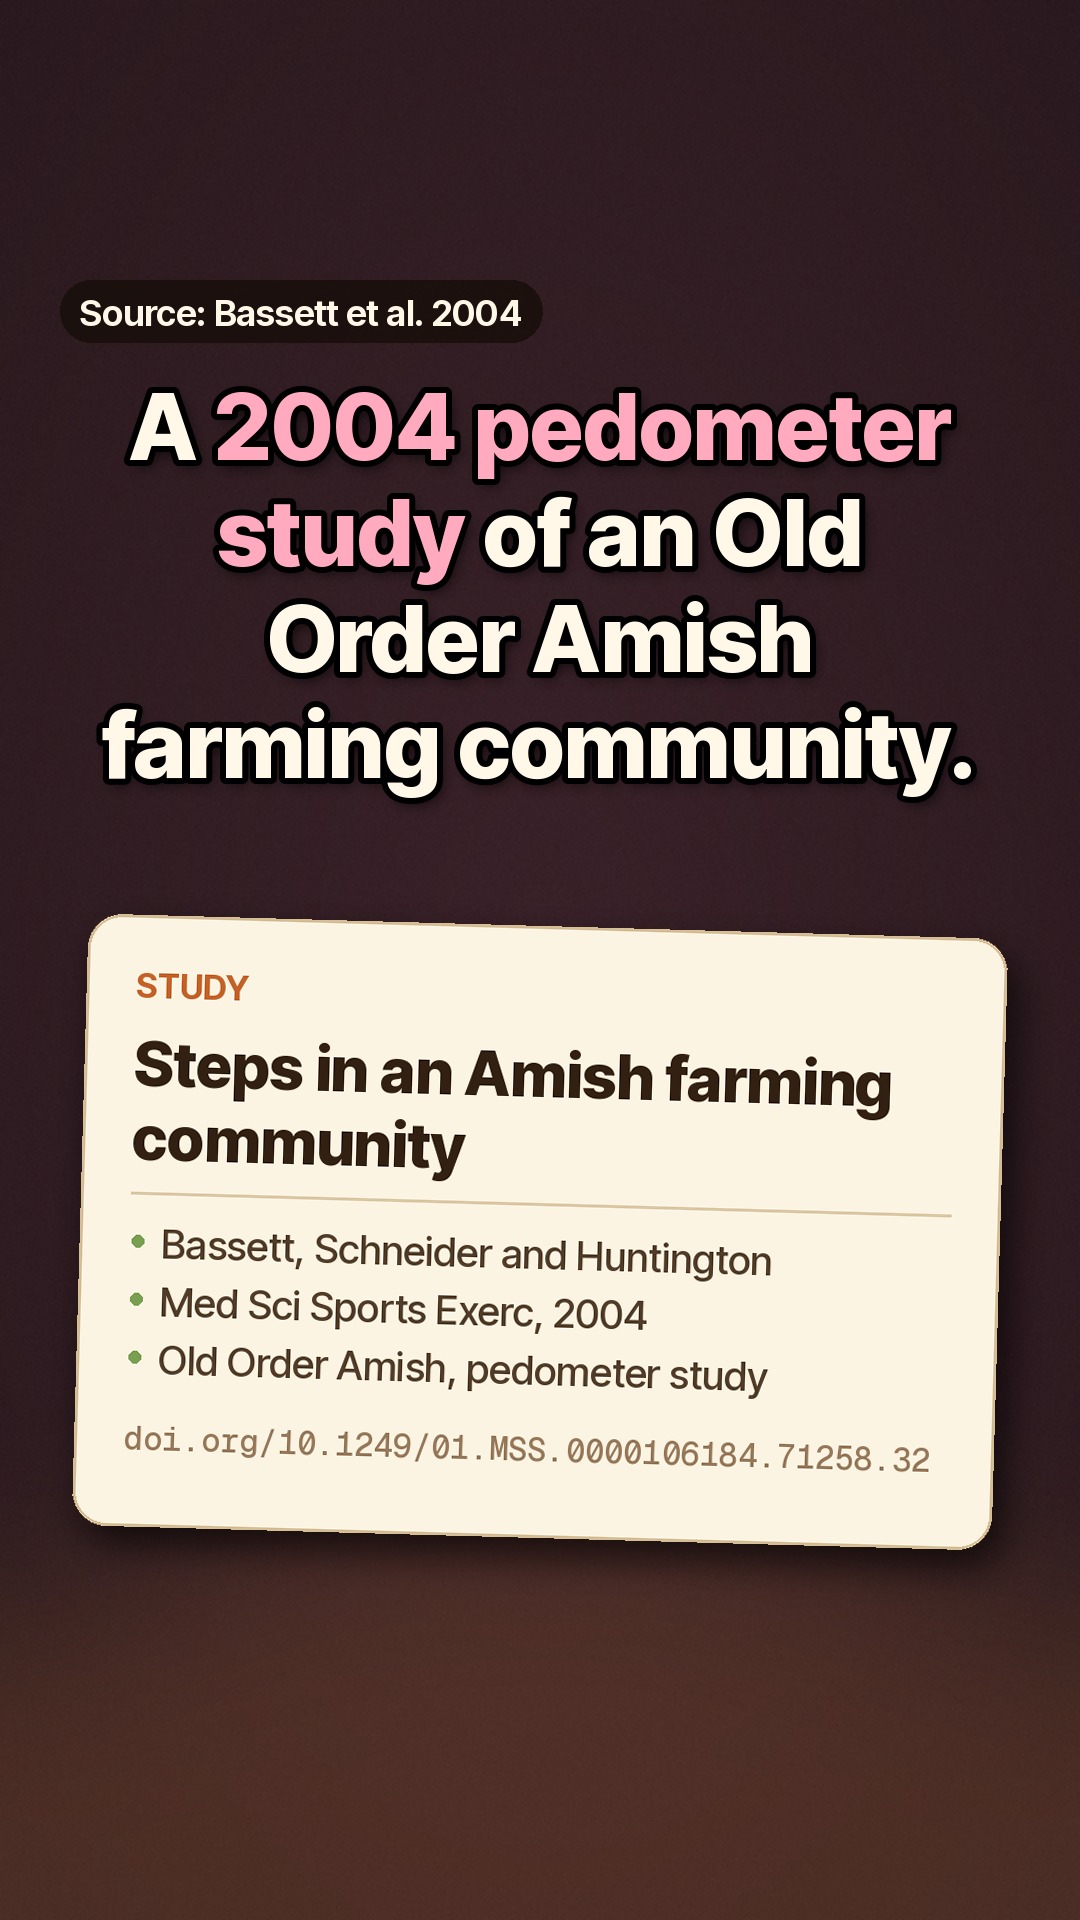 Source: Bassett et al. 2004
A 2004 pedometer
study of an Old
Order Amish
farming community.
STUDY
Steps in an Amish farming
community
Bassett, Schneider and Huntington
Med Sci Sports Exerc, 2004
Old Order Amish, pedometer study
doi.org/10.1249/01.MSS.0000106184.71258.32